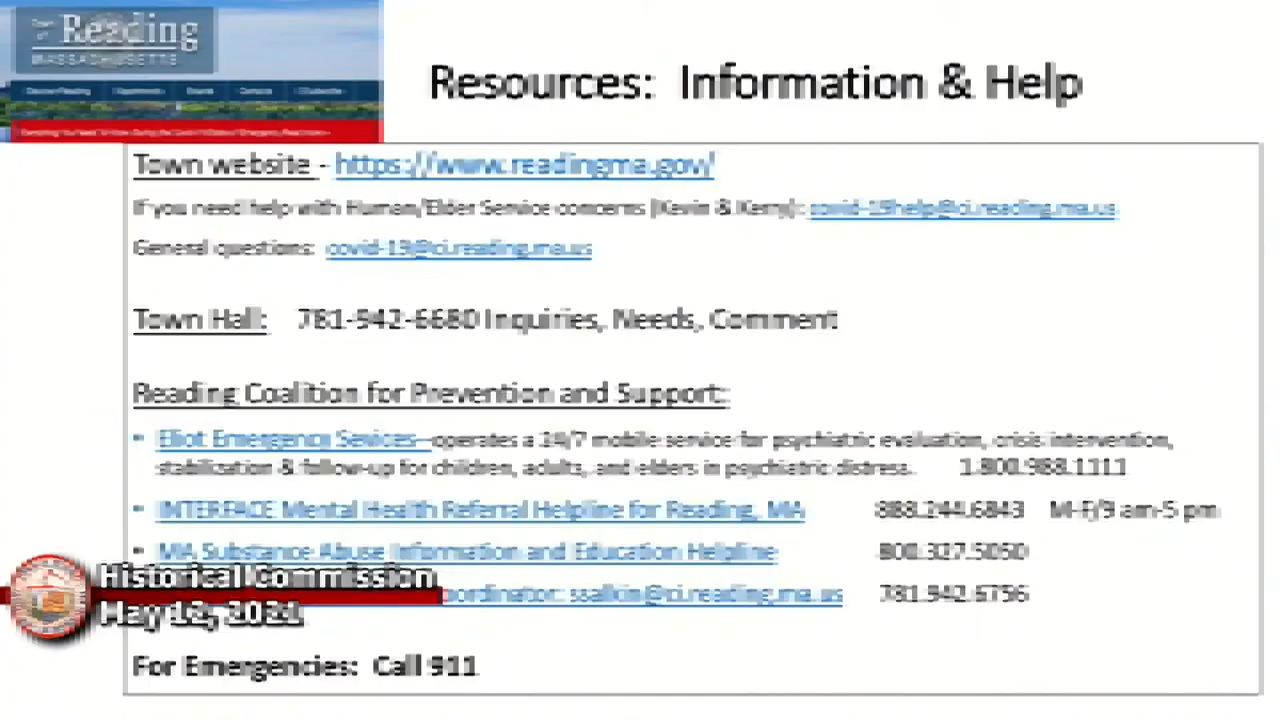 Reading
MASSACHUSETTS
Resources: Information & Help
Town website - https://www.readingma.gov/
If you need help with Human/Elder Service concerns (Kevin & Kerry): covid-19help@ci.reading.ma.us
General questions: covid-19@ci.reading.ma.us
Town Hall: 781-942-6680 Inquiries, Needs, Comment
Reading Coalition for Prevention and Support:
• Eliot Emergency Sevices- operates a 24/7 mobile service for psychiatric evaluation, crisis intervention,
stabilization & follow-up for children, adults, and elders in psychiatric distress. 1.800.988.1111
• INTERFACE Mental Health Referral Helpline for Reading, MA 888.244.6843 M-F/9 am-5 pm
• MA Substance Abuse Information and Education Helpline 800.327.5050
oordinator: ssalkin@ci.reading.ma.us 781.942.6756
Historical Commission
May 12, 2021
For Emergencies: Call 911